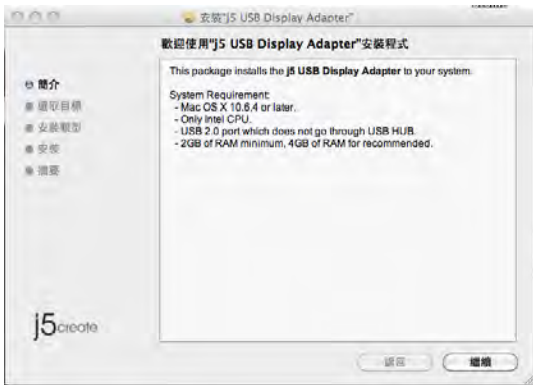 安裝"j5 USB Display Adapter"
歡迎使用"j5 USB Display Adapter"安裝程式
簡介
選取目標
安裝類型
安裝
摘要
This package installs the j5 USB Display Adapter to your system.
System Requirement:
- Mac OS X 10.6.4 or later.
- Only Intel CPU.
- USB 2.0 port which does not go through USB HUB.
- 2GB of RAM minimum, 4GB of RAM for recommended.
j5create
返回
繼續